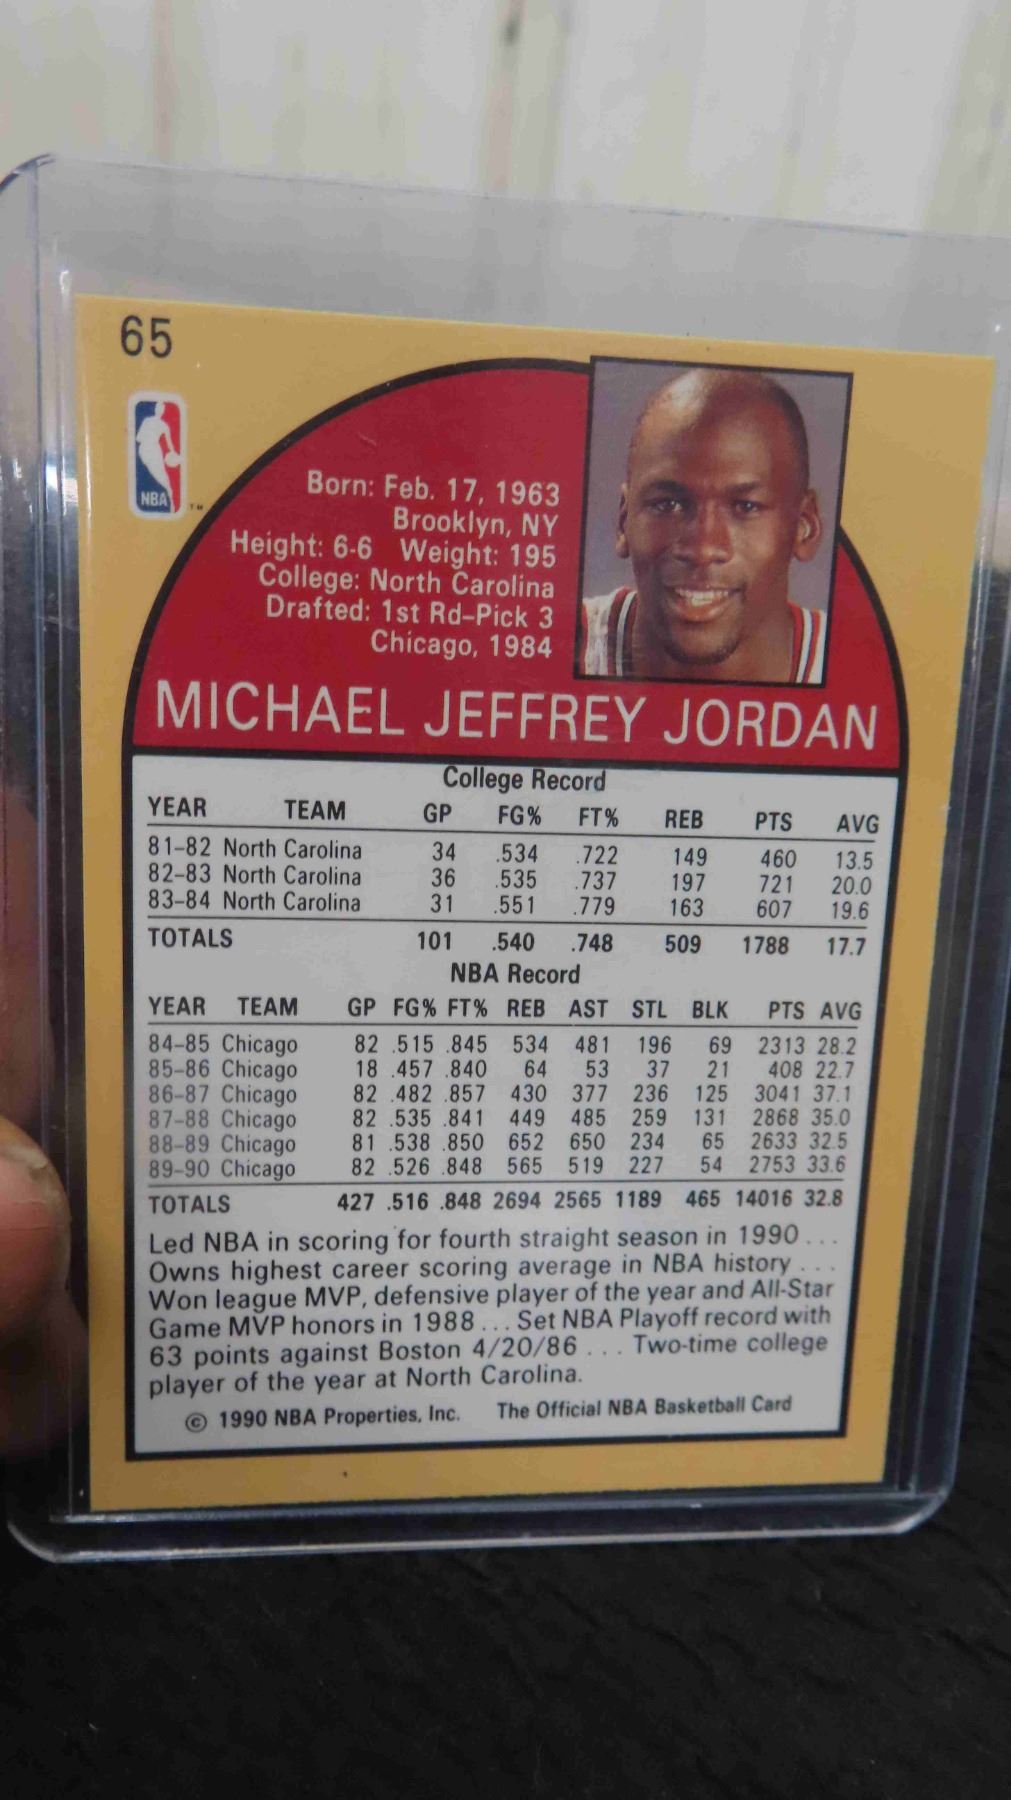 65
NBA
TM
Born: Feb. 17, 1963
Brooklyn, NY
Height: 6-6 Weight: 195
College: North Carolina
Drafted: 1st Rd-Pick 3
Chicago, 1984
MICHAEL JEFFREY JORDAN
College Record
YEAR TEAM GP FG% FT% REB PTS AVG
81-82 North Carolina 34 .534 .722 149 460 13.5
82-83 North Carolina 36 .535 .737 197 721 20.0
83-84 North Carolina 31 .551 .779 163 607 19.6
TOTALS 101 .540 .748 509 1788 17.7
NBA Record
YEAR TEAM GP FG% FT% REB AST STL BLK PTS AVG
84-85 Chicago 82 .515 .845 534 481 196 69 2313 28.2
85-86 Chicago 18 .457 .840 64 53 37 21 408 22.7
86-87 Chicago 82 .482 .857 430 377 236 125 3041 37.1
87-88 Chicago 82 .535 .841 449 485 259 131 2868 35.0
88-89 Chicago 81 .538 .850 652 650 234 65 2633 32.5
89-90 Chicago 82 .526 .848 565 519 227 54 2753 33.6
TOTALS 427 .516 .848 2694 2565 1189 465 14016 32.8
Led NBA in scoring for fourth straight season in 1990 ...
Owns highest career scoring average in NBA history ...
Won league MVP, defensive player of the year and All-Star
Game MVP honors in 1988 ... Set NBA Playoff record with
63 points against Boston 4/20/86 ... Two-time college
player of the year at North Carolina.
© 1990 NBA Properties, Inc. The Official NBA Basketball Card